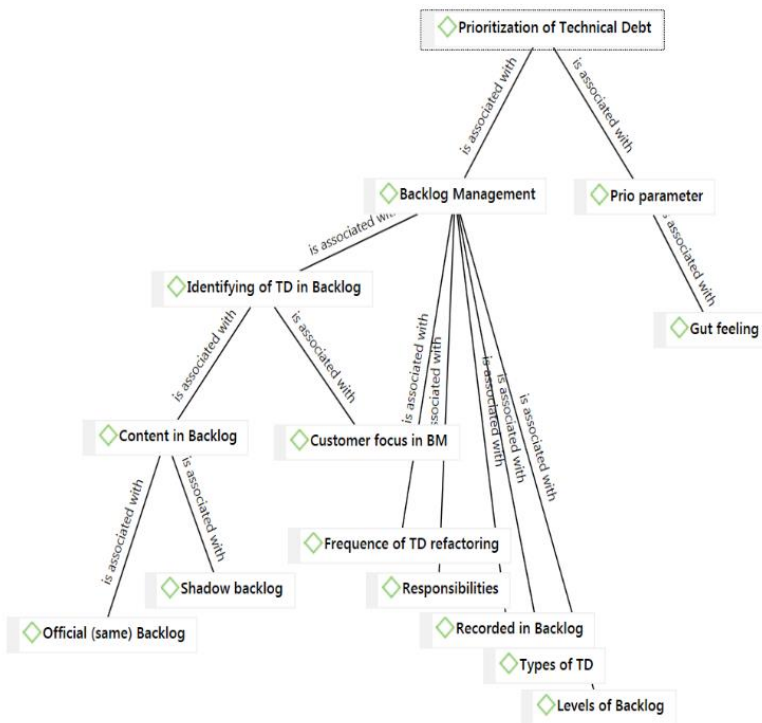 Prioritization of Technical Debt
is associated with
is associated with
Backlog Management
Prio parameter
is associated with
is associated with
Identifying of TD in Backlog
Gut feeling
is associated with
is associated with
is associated with
associated with
is associated with
is associated with
is associated with
Content in Backlog
Customer focus in BM
is associated with
is associated with
Frequence of TD refactoring
Shadow backlog
Responsibilities
Official (same) Backlog
Recorded in Backlog
Types of TD
Levels of Backlog